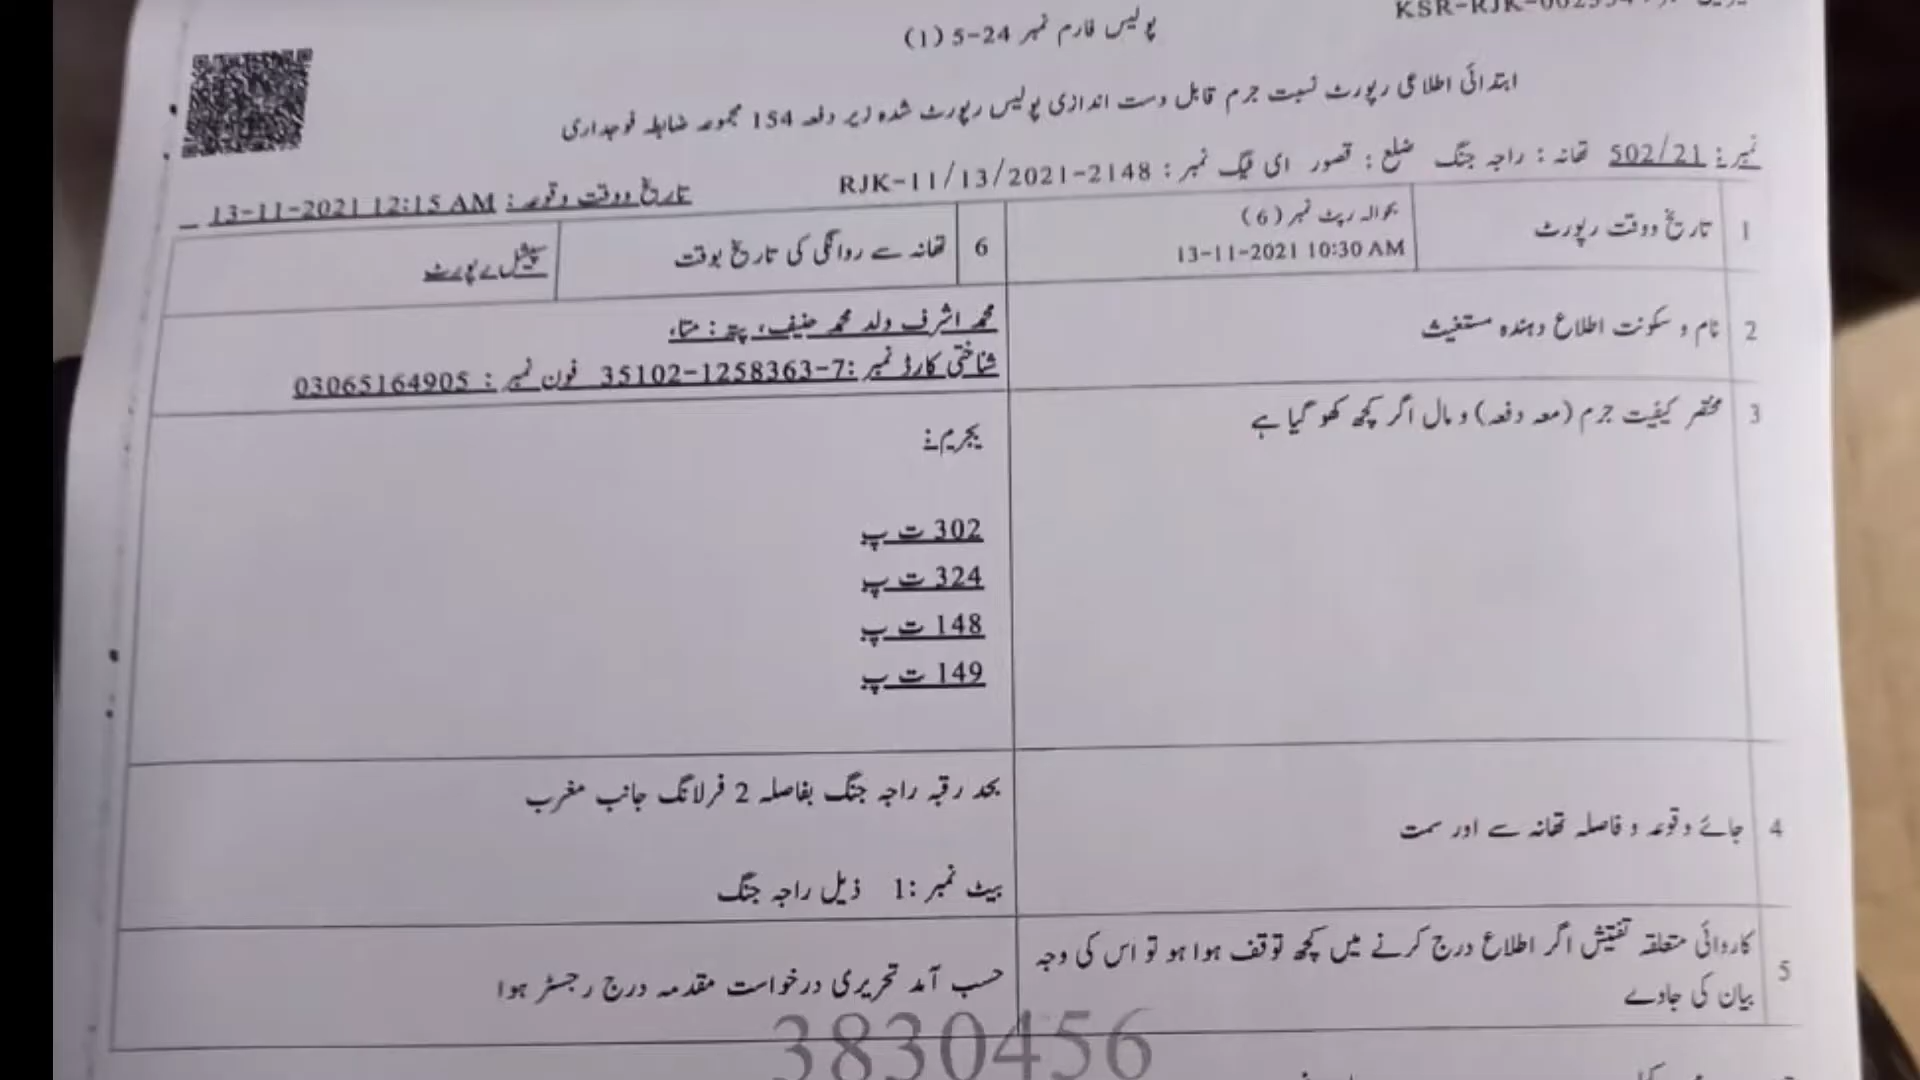 KSR-RJK-002554
پولیس فارم نمبر 24-5 (1)
ابتدائی اطلاعی رپورٹ نسبت جرم قابل دست اندازی پولیس رپورٹ شدہ زیر دفعہ 154 مجموعہ ضابطہ فوجداری
نمبر: 502/21 تھانہ: راجہ جنگ ضلع: قصور ای ٹیگ نمبر: RJK-11/13/2021-2148 تاریخ ووقت وقوعہ: 13-11-2021 12:15 AM
1 تاریخ ووقت رپورٹ
بحوالہ رپٹ نمبر (6)
13-11-2021 10:30 AM
6 تھانہ سے روانگی کی تاریخ بوقت
سپیشل رپورٹ
2 نام و سکونت اطلاع دہندہ مستغیث
محمد اشرف ولد محمد حنیف، پتہ:
شناختی کارڈ نمبر: 35102-1258363-7 فون نمبر: 03065164905
3 مختصر کیفیت جرم (معہ دفعہ) و مال اگر کچھ کھو گیا ہے
بجرم:
302 ت پ
324 ت پ
148 ت پ
149 ت پ
4 جائے وقوعہ و فاصلہ تھانہ سے اور سمت
بحد رقبہ راجہ جنگ بفاصلہ 2 فرلانگ جانب مغرب
بیٹ نمبر: 1 ذیل راجہ جنگ
5 کاروائی متعلقہ تفتیش اگر اطلاع درج کرنے میں کچھ توقف ہوا ہو تو اس کی وجہ
بیان کی جاوے
حسب آمد تحریری درخواست مقدمہ درج رجسٹر ہوا
3830456